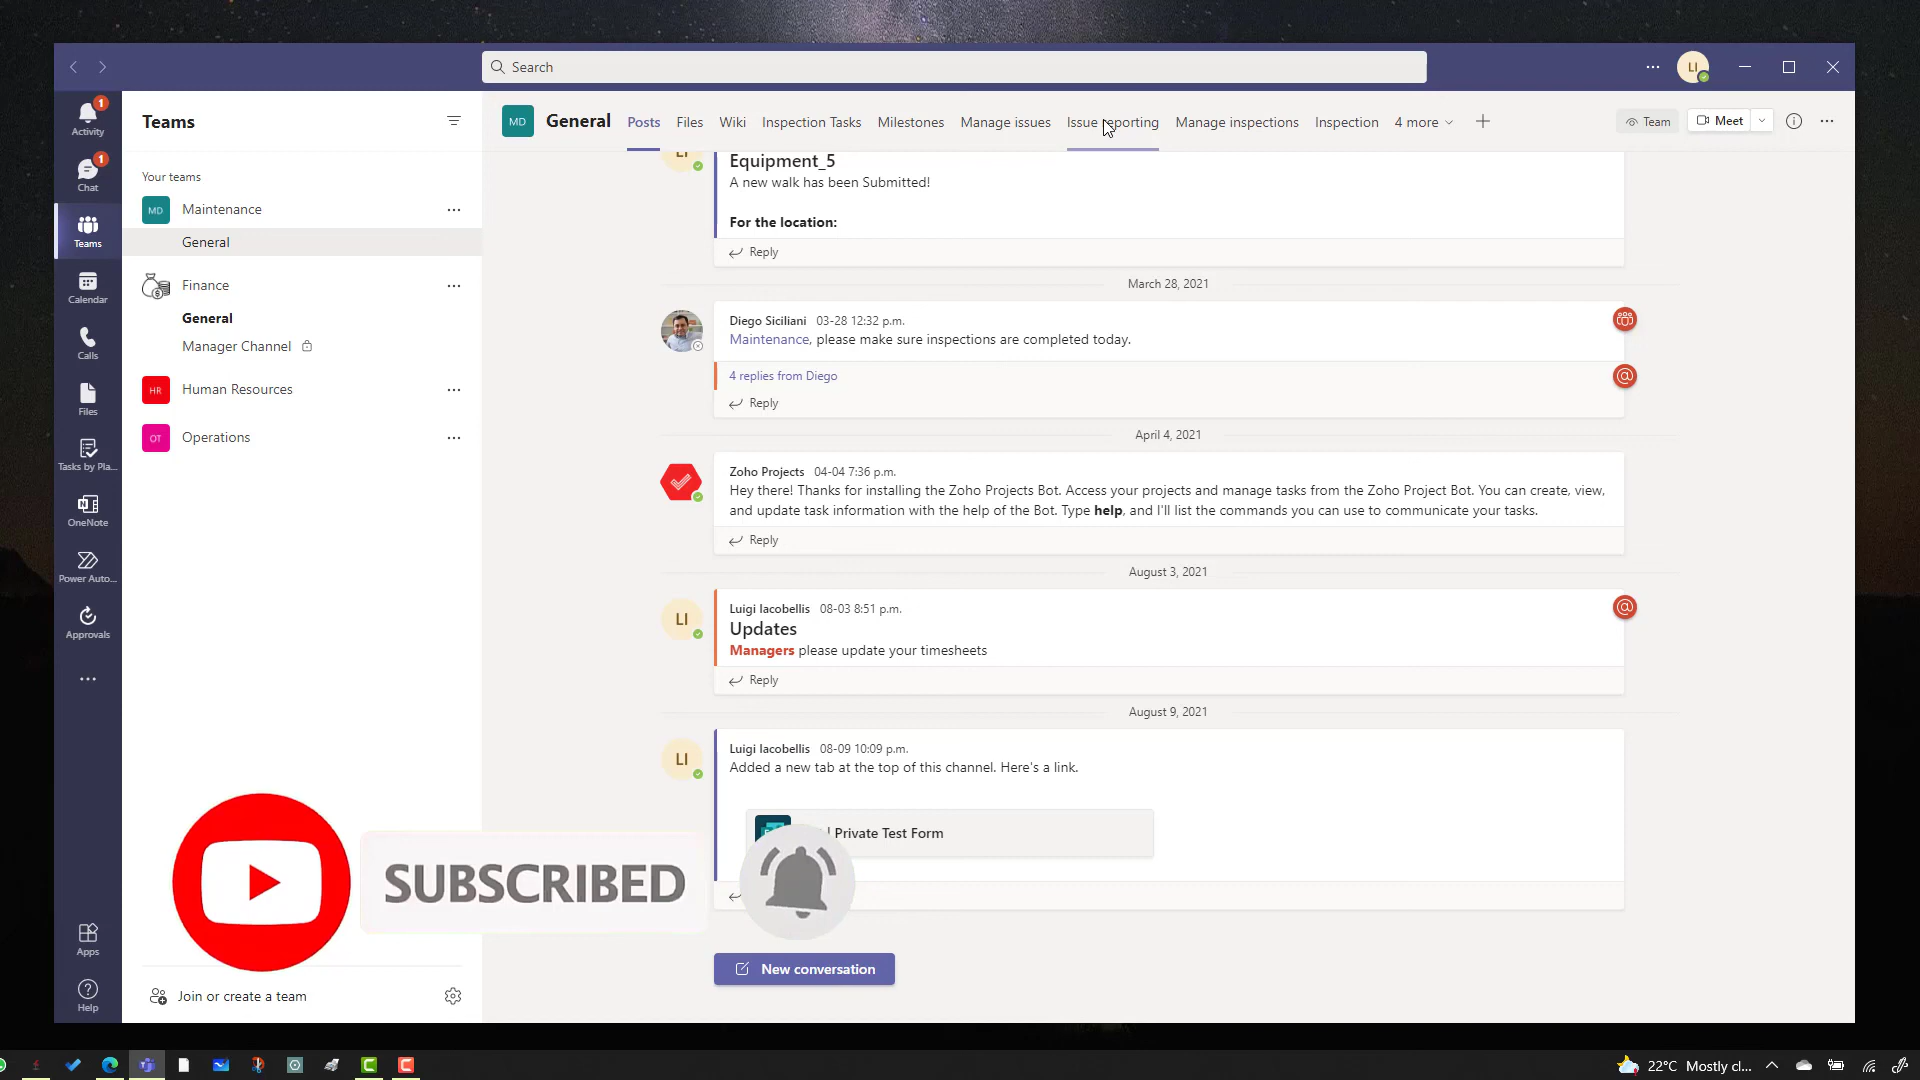 Search
LI
Activity
1
Chat
1
Teams
Calendar
Calls
Files
Tasks by Pla...
OneNote
Power Auto...
Approvals
Apps
Help
Teams
Your teams
MD Maintenance
General
Finance
General
Manager Channel
HR Human Resources
OT Operations
Join or create a team
MD General Posts Files Wiki Inspection Tasks Milestones Manage issues Issue reporting Manage inspections Inspection 4 more
Team Meet
Equipment_5
A new walk has been Submitted!
For the location:
Reply
March 28, 2021
Diego Siciliani 03-28 12:32 p.m.
Maintenance, please make sure inspections are completed today.
4 replies from Diego
Reply
April 4, 2021
Zoho Projects 04-04 7:36 p.m.
Hey there! Thanks for installing the Zoho Projects Bot. Access your projects and manage tasks from the Zoho Project Bot. You can create, view,
and update task information with the help of the Bot. Type help, and I'll list the commands you can use to communicate your tasks.
Reply
August 3, 2021
LI
Luigi Iacobellis 08-03 8:51 p.m.
Updates
Managers please update your timesheets
Reply
August 9, 2021
LI
Luigi Iacobellis 08-09 10:09 p.m.
Added a new tab at the top of this channel. Here's a link.
| Private Test Form
SUBSCRIBED
New conversation
22°C Mostly cl...